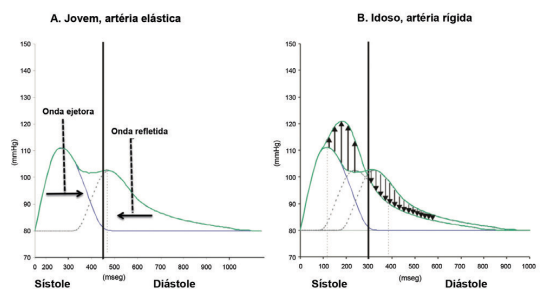 A. Jovem, artéria elástica
150
140
130
120
110
100
90
80
70
(mmHg)
Onda ejetora
Onda refletida
0 200 300 400 500 600 700 800 900 1000
(mseg)
Sístole
Diástole
B. Idoso, artéria rígida
150
140
130
120
110
100
90
80
70
(mmHg)
0 100 200 300 400 500 600 700 800 900 1000
(mseg)
Sístole
Diástole